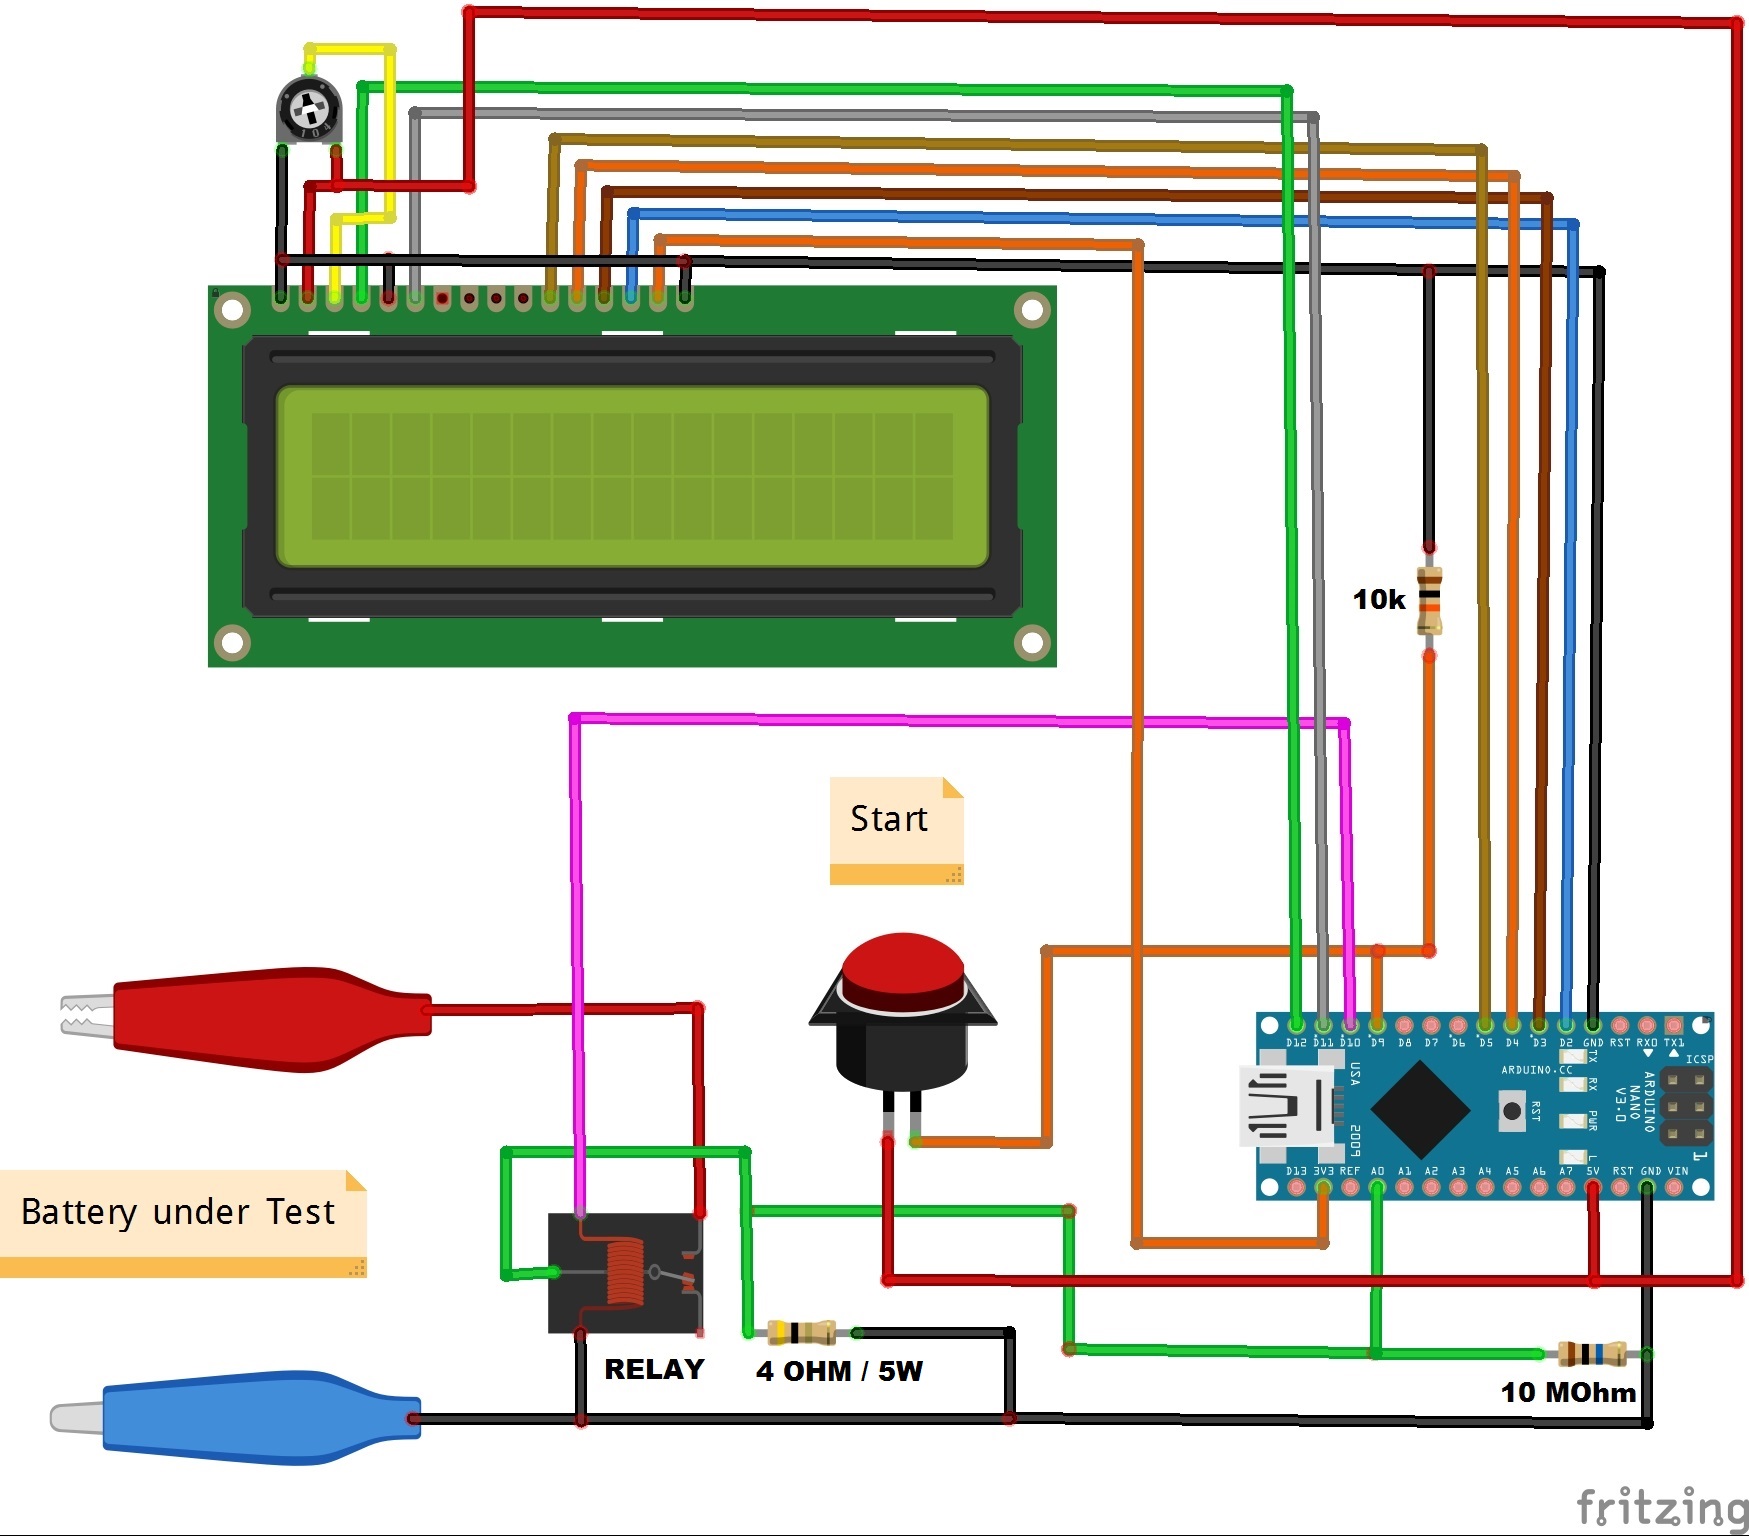 104
10k
Start
D12 D11 D10 D9 D8 D7 D6 D5 D4 D3 D2 GND RST RX0 TX1
TX
RX
PWR
L
USA
2009
ARDUINO.CC
RST
ARDUINO
NANO
V3.0
ICSP
1
D13 3V3 REF A0 A1 A2 A3 A4 A5 A6 A7 5V RST GND VIN
Battery under Test
RELAY
4 OHM / 5W
10 MOhm
fritzing